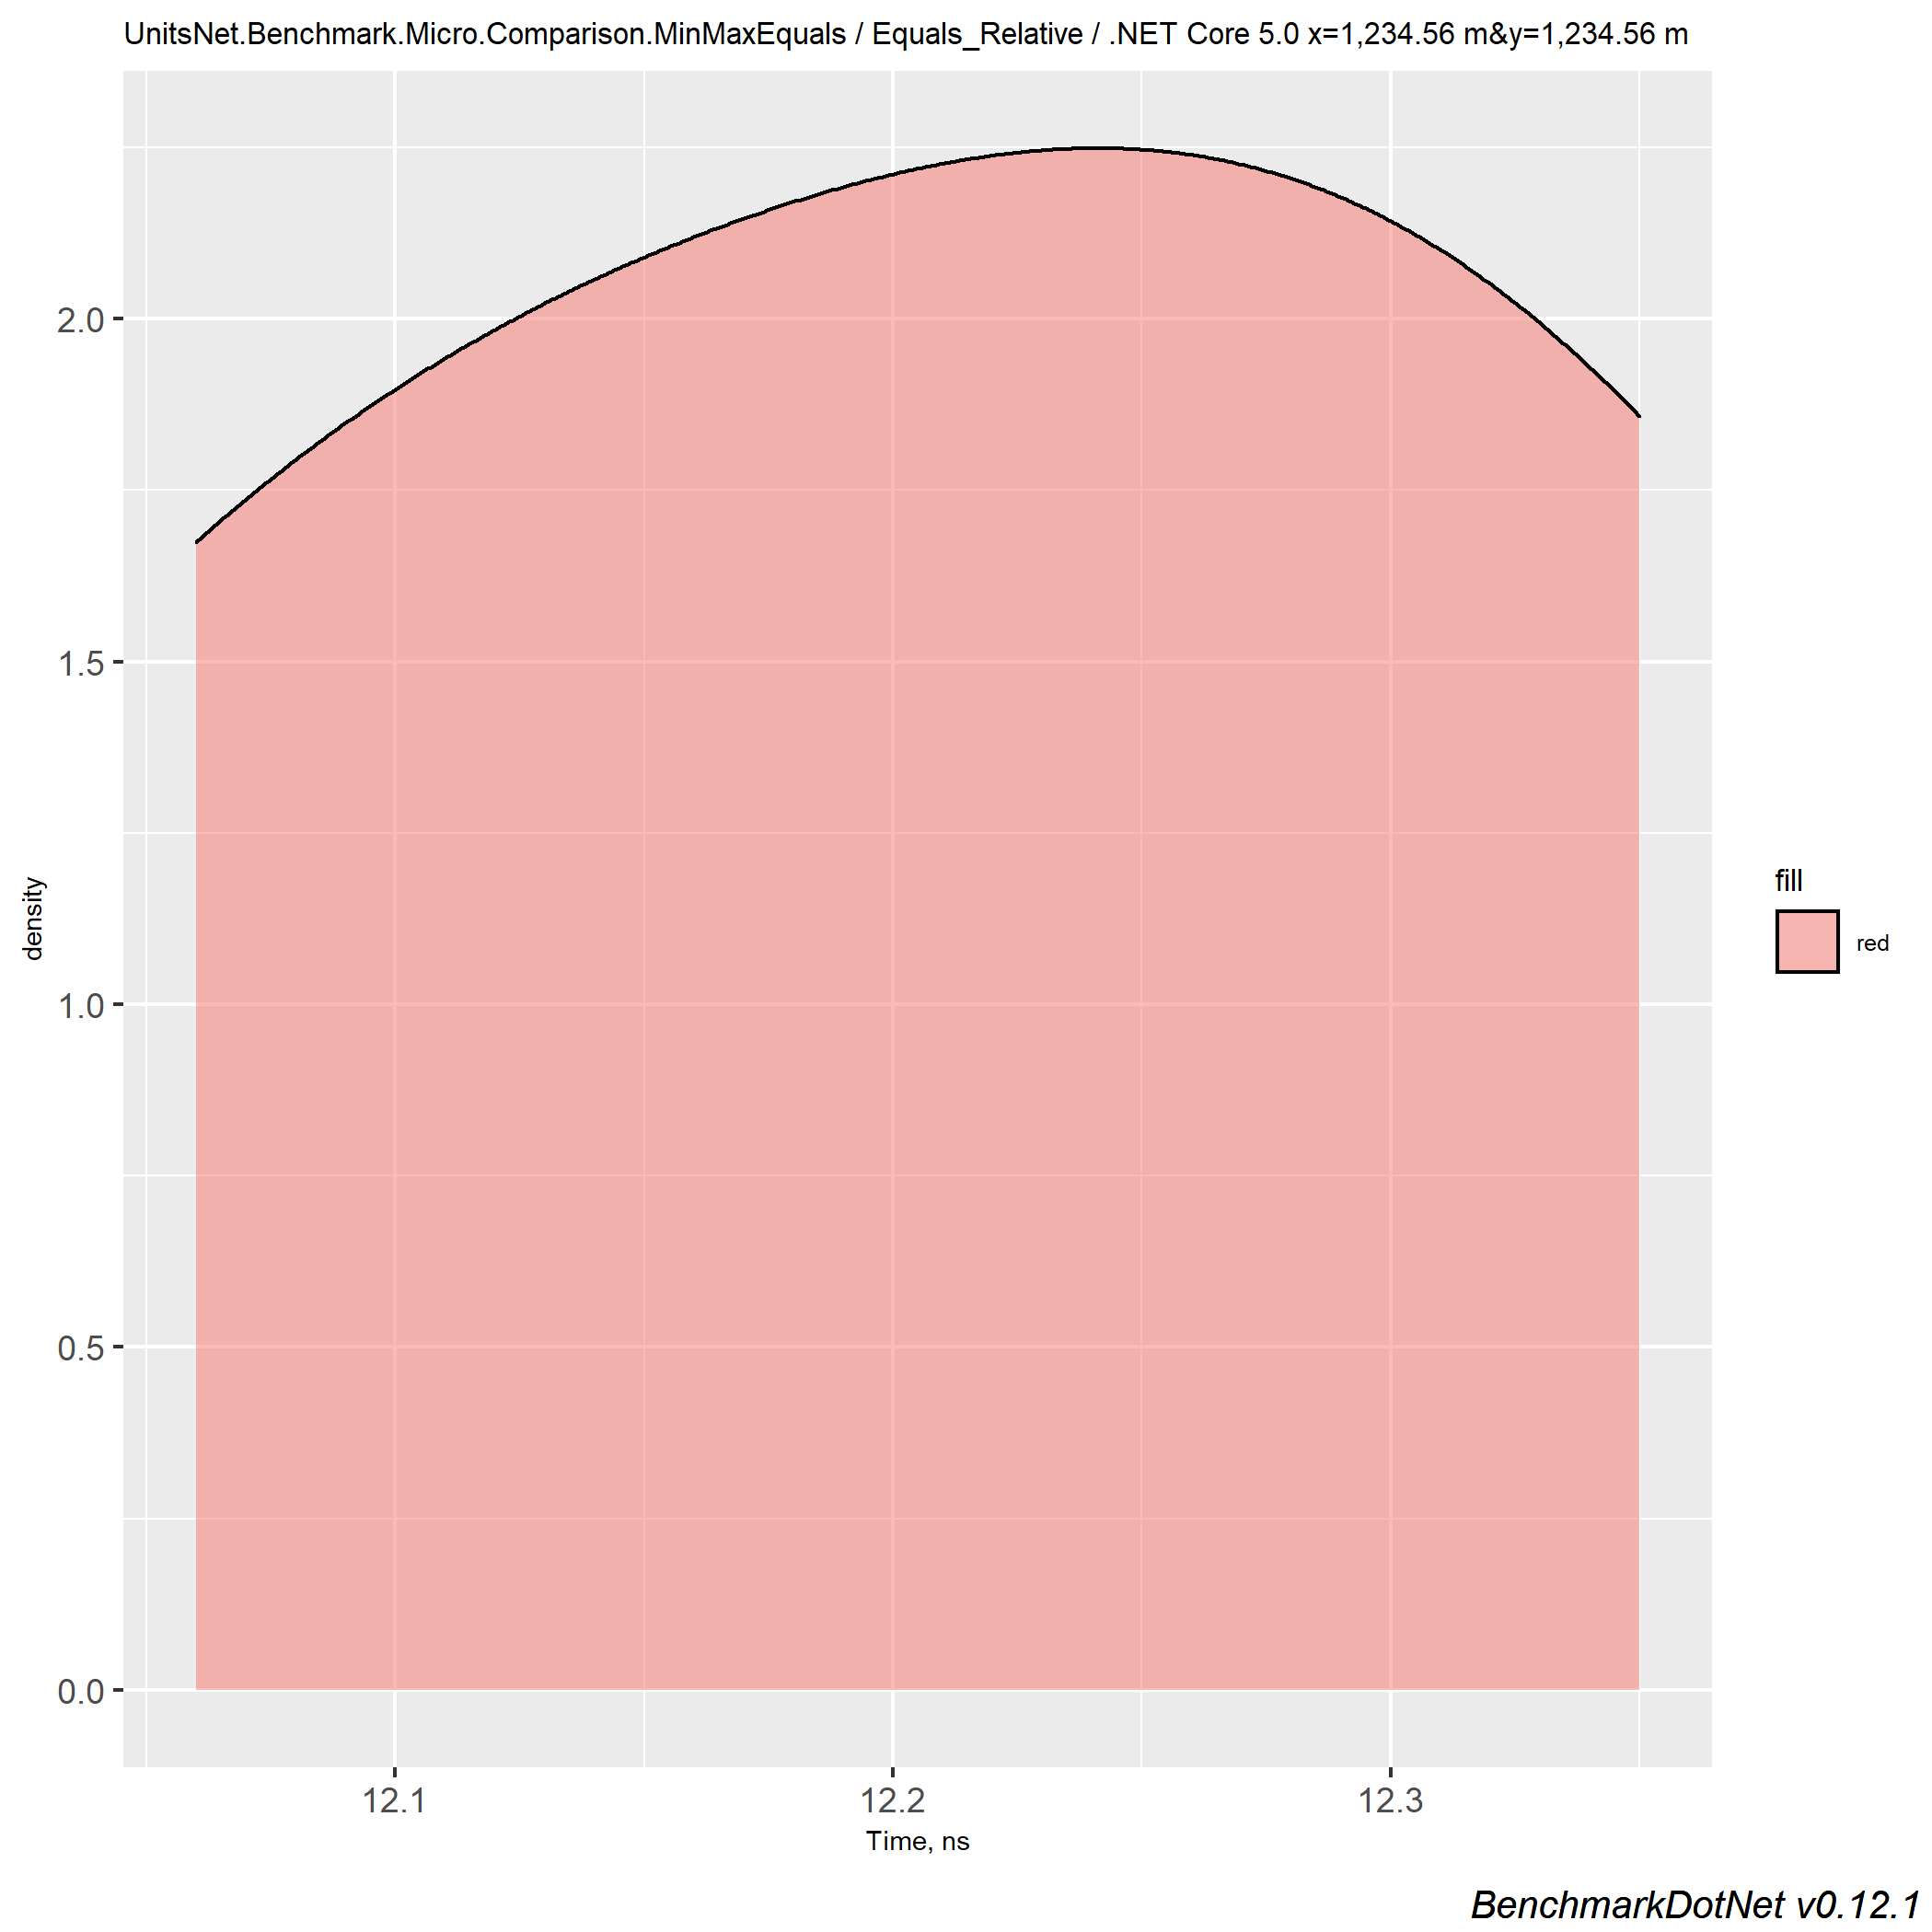 UnitsNet.Benchmark.Micro.Comparison.MinMaxEquals / Equals_Relative / .NET Core 5.0 x=1,234.56 m&y=1,234.56 m
2.0
1.5
1.0
0.5
0.0
density
12.1 12.2 12.3
Time, ns
fill
red
BenchmarkDotNet v0.12.1